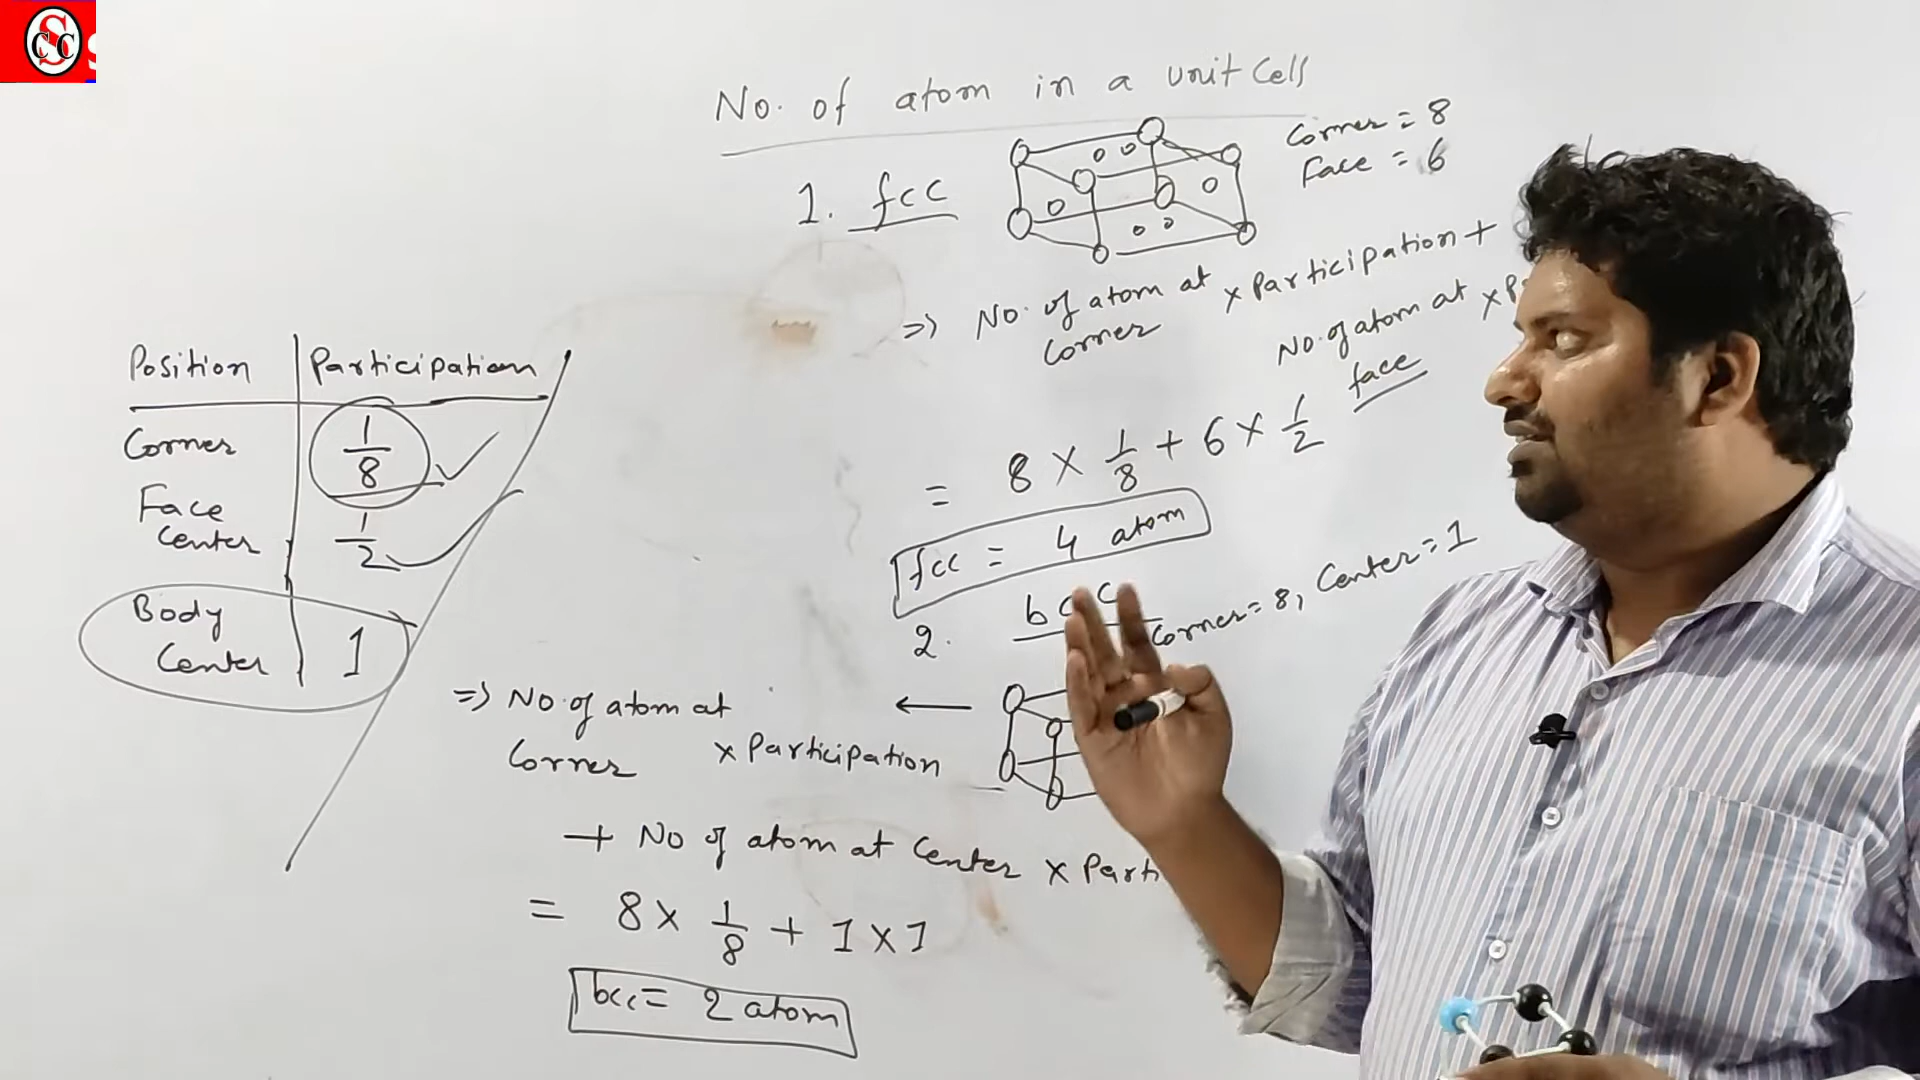 SCC
No. of atom in a unit Cell
1. fcc
Corner = 8
Face = 6
=> No. of atom at Corner x Participation +
No. of atom at face x P
= 8 x 1/8 + 6 x 1/2
fcc = 4 atom
2. bcc
Corner = 8, Center = 1
Position Participation
Corner 1/8
Face Center 1/2
Body Center 1
=> No. of atom at Corner x Participation
+ No of atom at Center x Parti
= 8 x 1/8 + 1 x 1
bcc = 2 atom